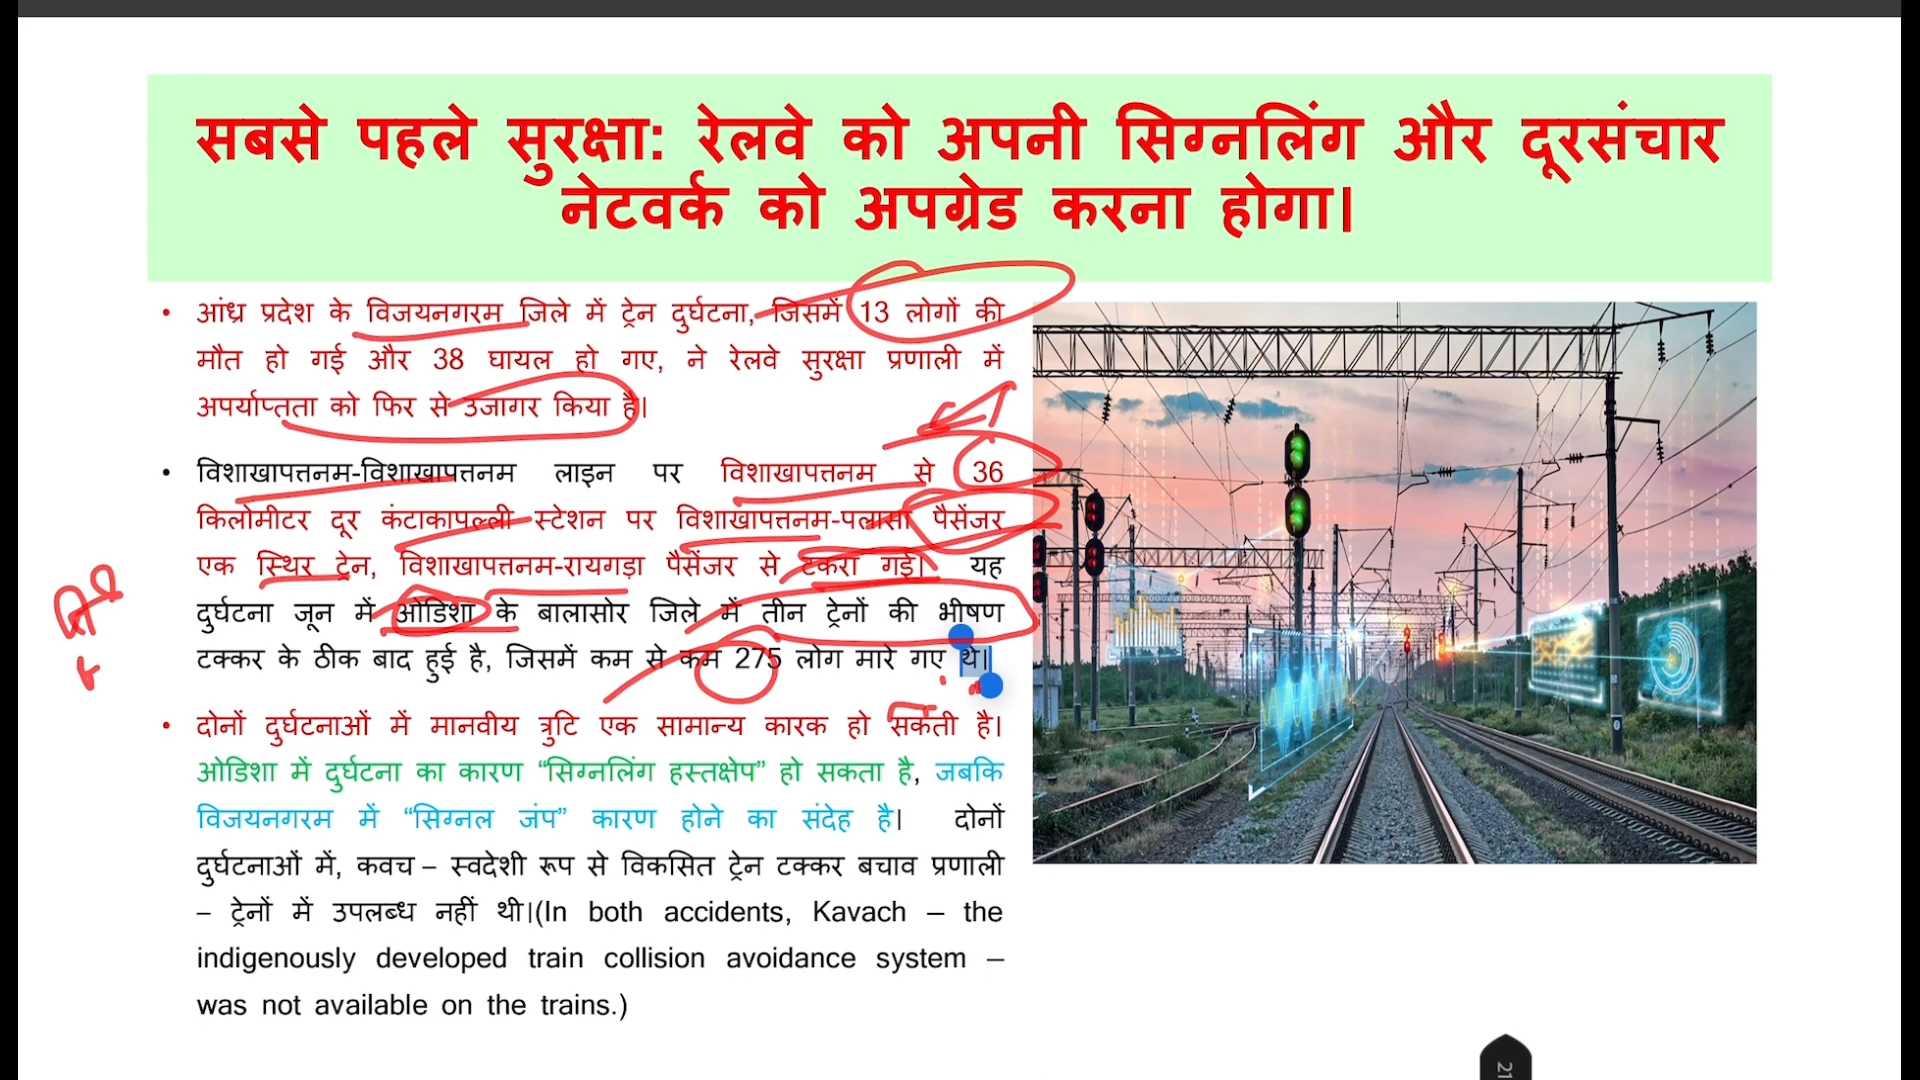 सबसे पहले सुरक्षा: रेलवे को अपनी सिग्नलिंग और दूरसंचार
नेटवर्क को अपग्रेड करना होगा।
• आंध्र प्रदेश के विजयनगरम जिले में ट्रेन दुर्घटना, जिसमें 13 लोगों की
मौत हो गई और 38 घायल हो गए, ने रेलवे सुरक्षा प्रणाली में
अपर्याप्तता को फिर से उजागर किया है।
• विशाखापत्तनम-विशाखापत्तनम लाइन पर विशाखापत्तनम से 36
किलोमीटर दूर कंटाकापल्ली स्टेशन पर विशाखापत्तनम-पलासा पैसेंजर
एक स्थिर ट्रेन, विशाखापत्तनम-रायगड़ा पैसेंजर से टकरा गई। यह
दुर्घटना जून में ओडिशा के बालासोर जिले में तीन ट्रेनों की भीषण
टक्कर के ठीक बाद हुई है, जिसमें कम से कम 275 लोग मारे गए थे।
• दोनों दुर्घटनाओं में मानवीय त्रुटि एक सामान्य कारक हो सकती है।
ओडिशा में दुर्घटना का कारण “सिग्नलिंग हस्तक्षेप” हो सकता है, जबकि
विजयनगरम में “सिग्नल जंप” कारण होने का संदेह है। दोनों
दुर्घटनाओं में, कवच – स्वदेशी रूप से विकसित ट्रेन टक्कर बचाव प्रणाली
– ट्रेनों में उपलब्ध नहीं थी।(In both accidents, Kavach – the
indigenously developed train collision avoidance system –
was not available on the trains.)
21